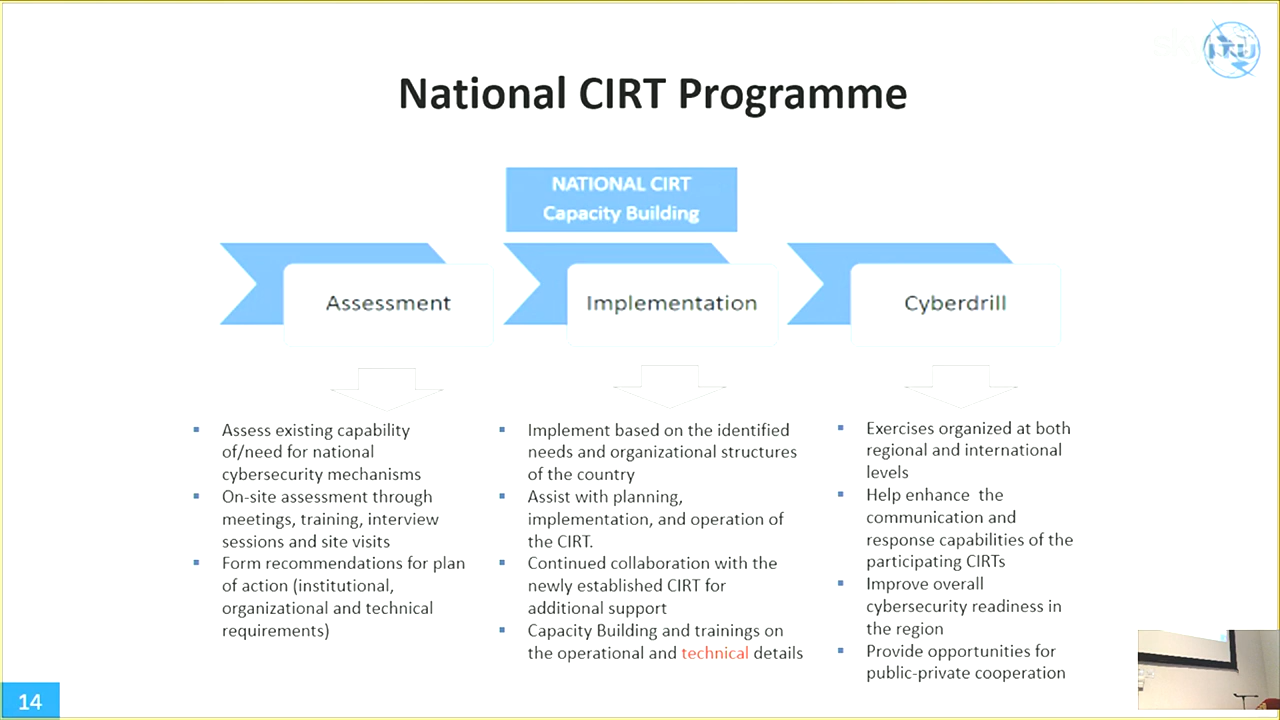 ITU
National CIRT Programme
NATIONAL CIRT
Capacity Building
Assessment
Implementation
Cyberdrill
Assess existing capability
of/need for national
cybersecurity mechanisms
On-site assessment through
meetings, training, interview
sessions and site visits
Form recommendations for plan
of action (institutional,
organizational and technical
requirements)
Implement based on the identified
needs and organizational structures
of the country
Assist with planning,
implementation, and operation of
the CIRT.
Continued collaboration with the
newly established CIRT for
additional support
Capacity Building and trainings on
the operational and technical details
Exercises organized at both
regional and international
levels
Help enhance the
communication and
response capabilities of the
participating CIRTs
Improve overall
cybersecurity readiness in
the region
Provide opportunities for
public-private cooperation
14